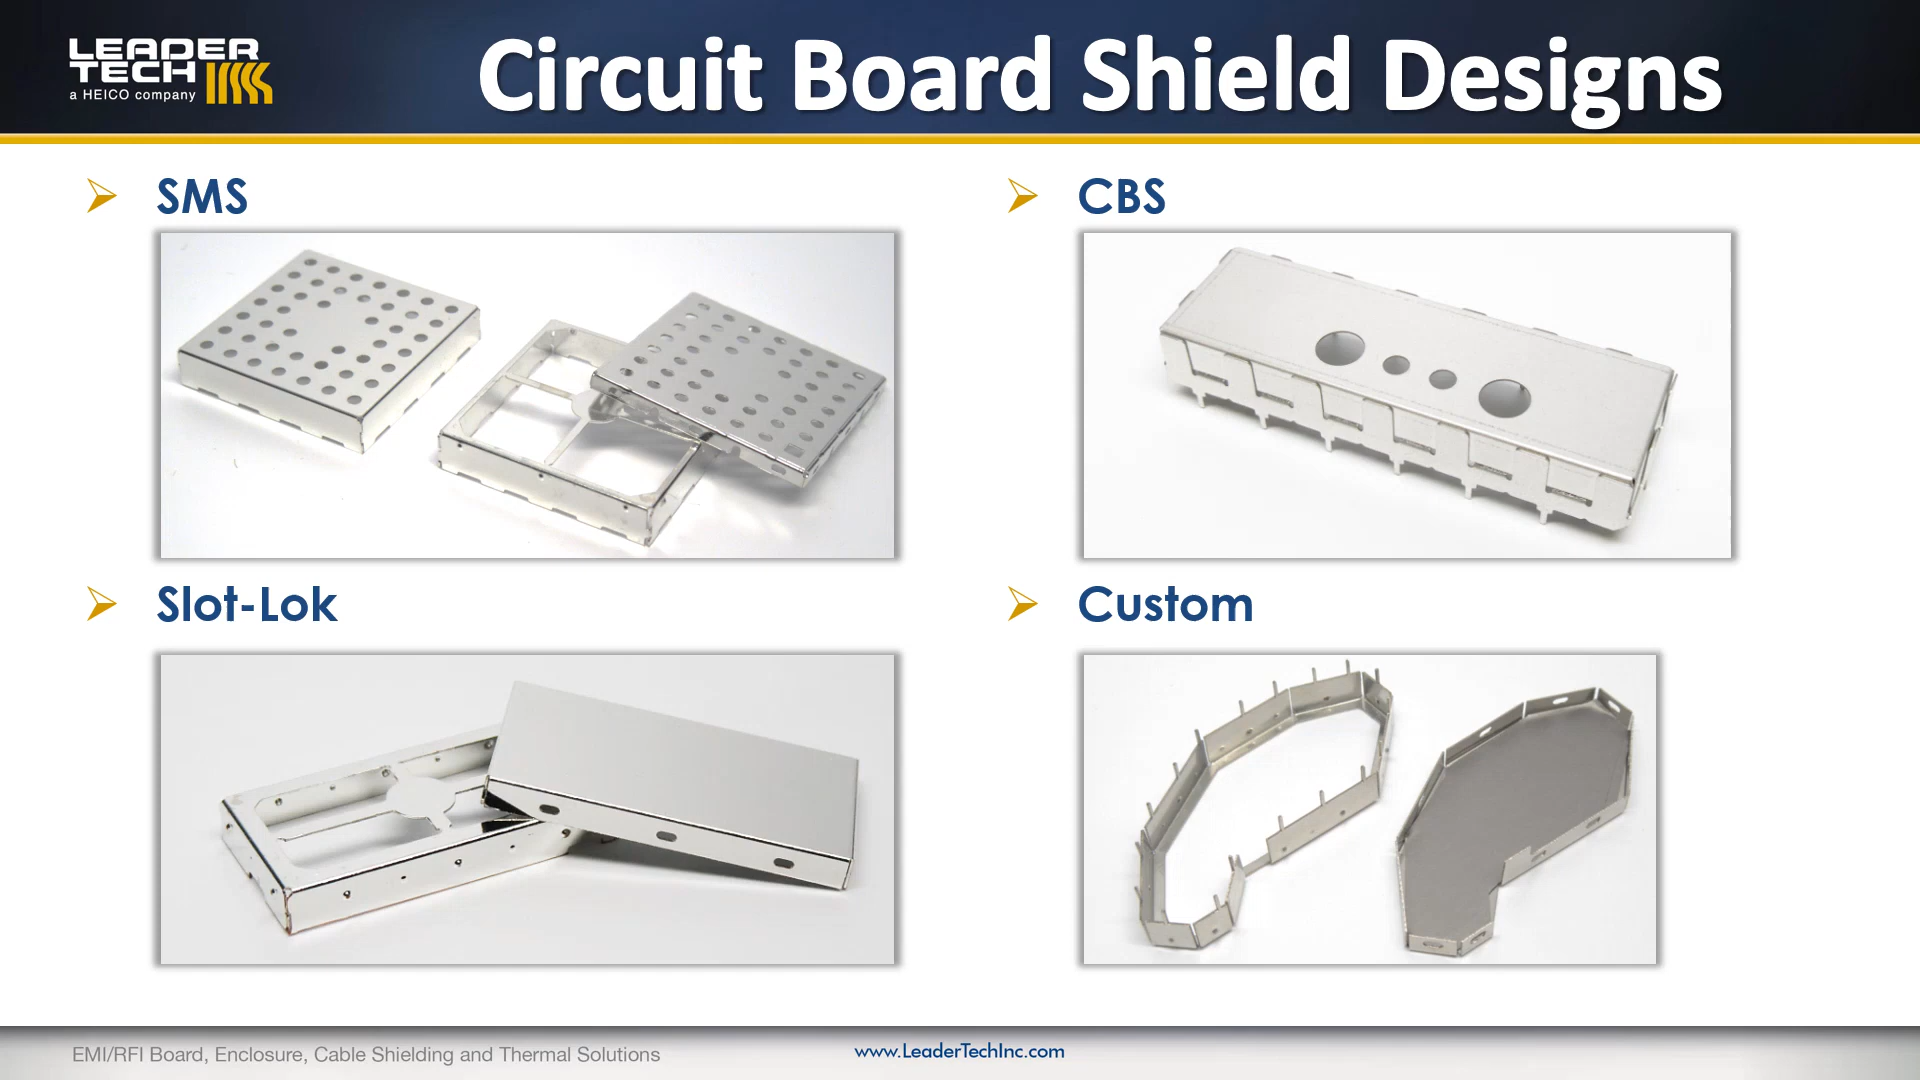 LEADER
TECH
a HEICO company
Circuit Board Shield Designs
SMS
CBS
Slot-Lok
Custom
EMI/RFI Board, Enclosure, Cable Shielding and Thermal Solutions
www.LeaderTechInc.com